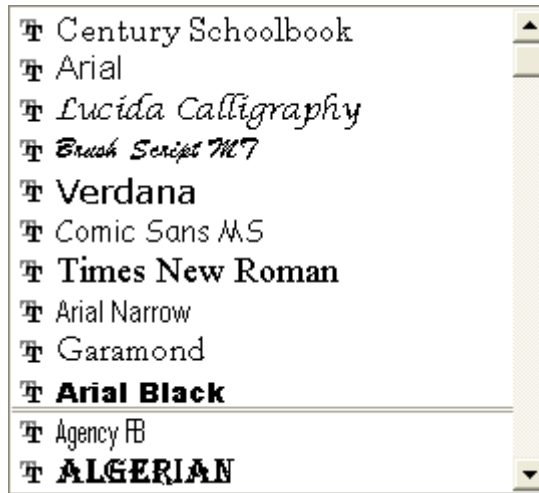 Century Schoolbook
Arial
Lucida Calligraphy
Brush Script MT
Verdana
Comic Sans MS
Times New Roman
Arial Narrow
Garamond
Arial Black
Agency FB
ALGERIAN